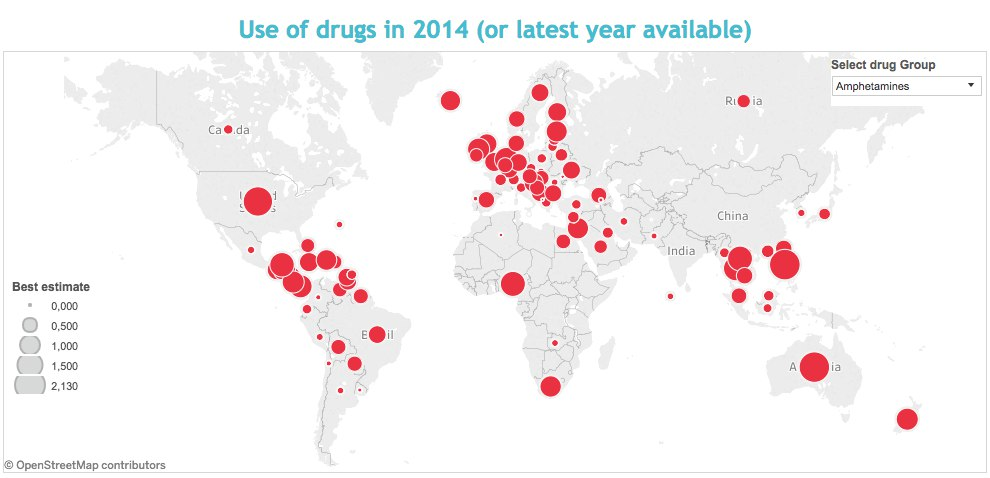 Use of drugs in 2014 (or latest year available)
Select drug Group
Amphetamines
China
India
Best estimate
0,000
0,500
1,000
1,500
2,130
© OpenStreetMap contributors